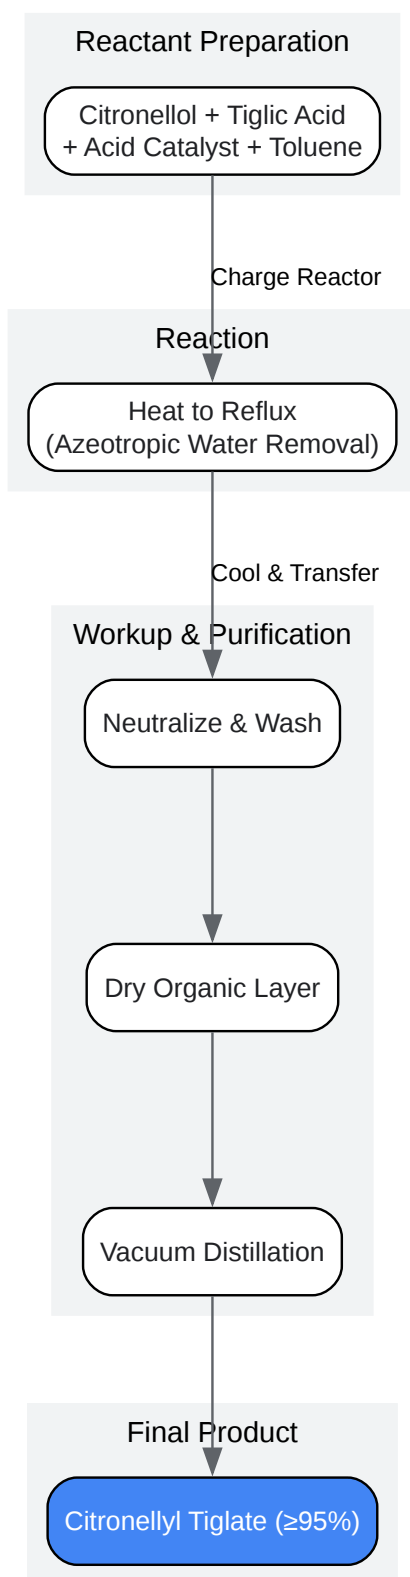 Reactant Preparation
Citronellol + Tiglic Acid
+ Acid Catalyst + Toluene
Charge Reactor
Reaction
Heat to Reflux
(Azeotropic Water Removal)
Cool & Transfer
Workup & Purification
Neutralize & Wash
Dry Organic Layer
Vacuum Distillation
Final Product
Citronellyl Tiglate (≥95%)